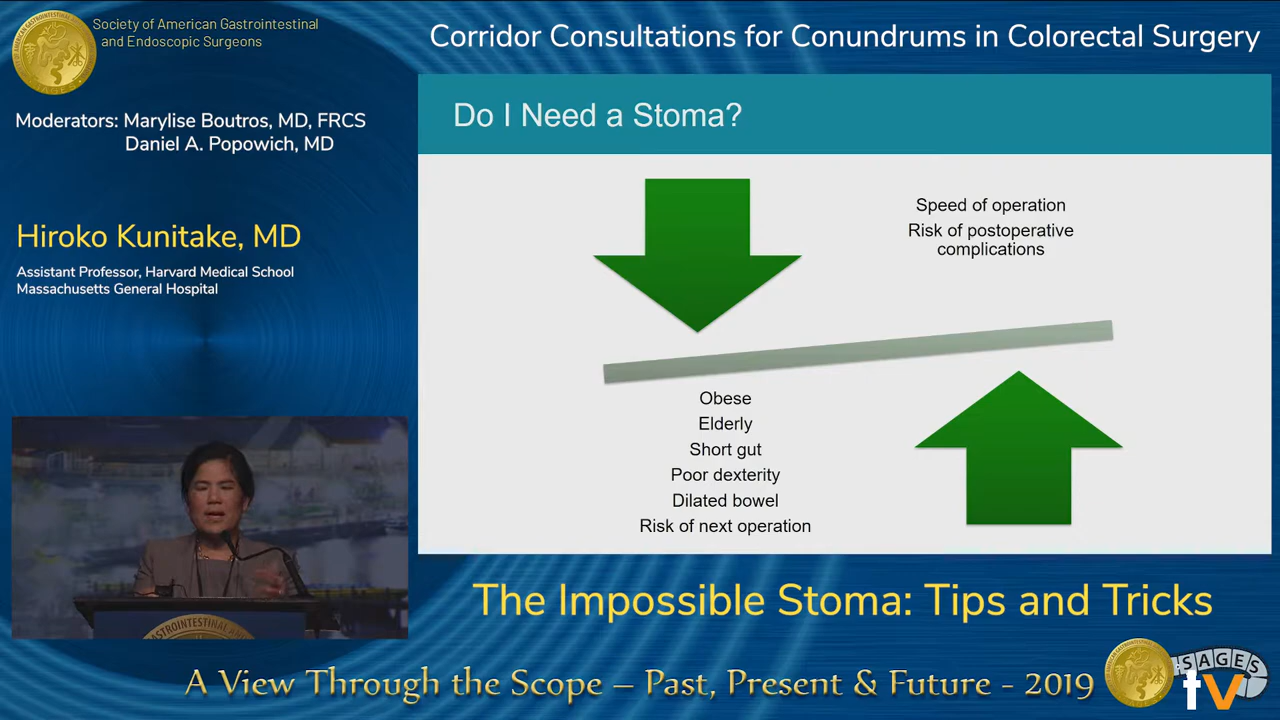 Society of American Gastrointestinal
and Endoscopic Surgeons
Corridor Consultations for Conundrums in Colorectal Surgery
Moderators: Marylise Boutros, MD, FRCS
Daniel A. Popowich, MD
Hiroko Kunitake, MD
Assistant Professor, Harvard Medical School
Massachusetts General Hospital
Do I Need a Stoma?
Speed of operation
Risk of postoperative
complications
Obese
Elderly
Short gut
Poor dexterity
Dilated bowel
Risk of next operation
The Impossible Stoma: Tips and Tricks
A View Through the Scope – Past, Present & Future - 2019
SAGES
tv